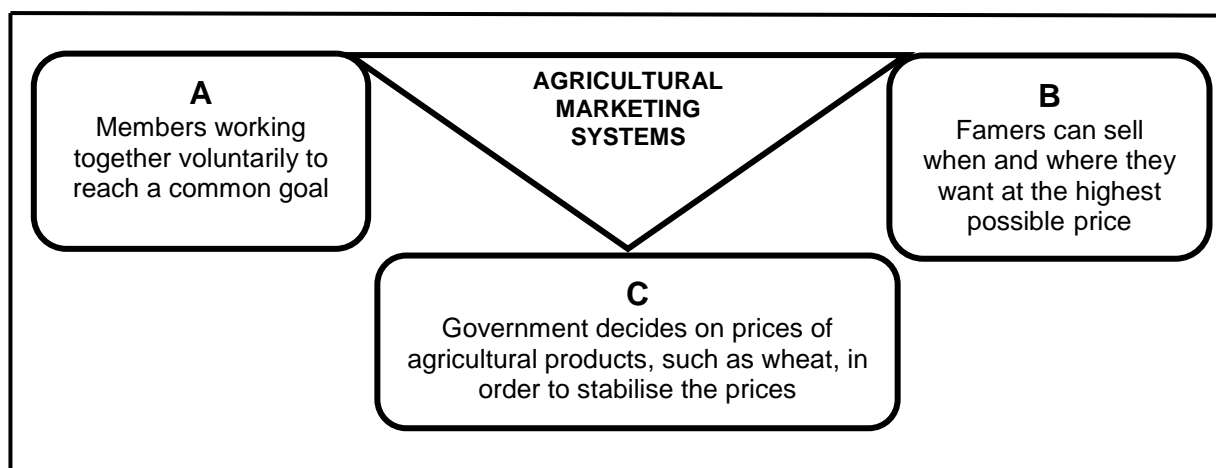 A
Members working
together voluntarily to
reach a common goal
AGRICULTURAL
MARKETING
SYSTEMS
B
Famers can sell
when and where they
want at the highest
possible price
C
Government decides on prices of
agricultural products, such as wheat, in
order to stabilise the prices